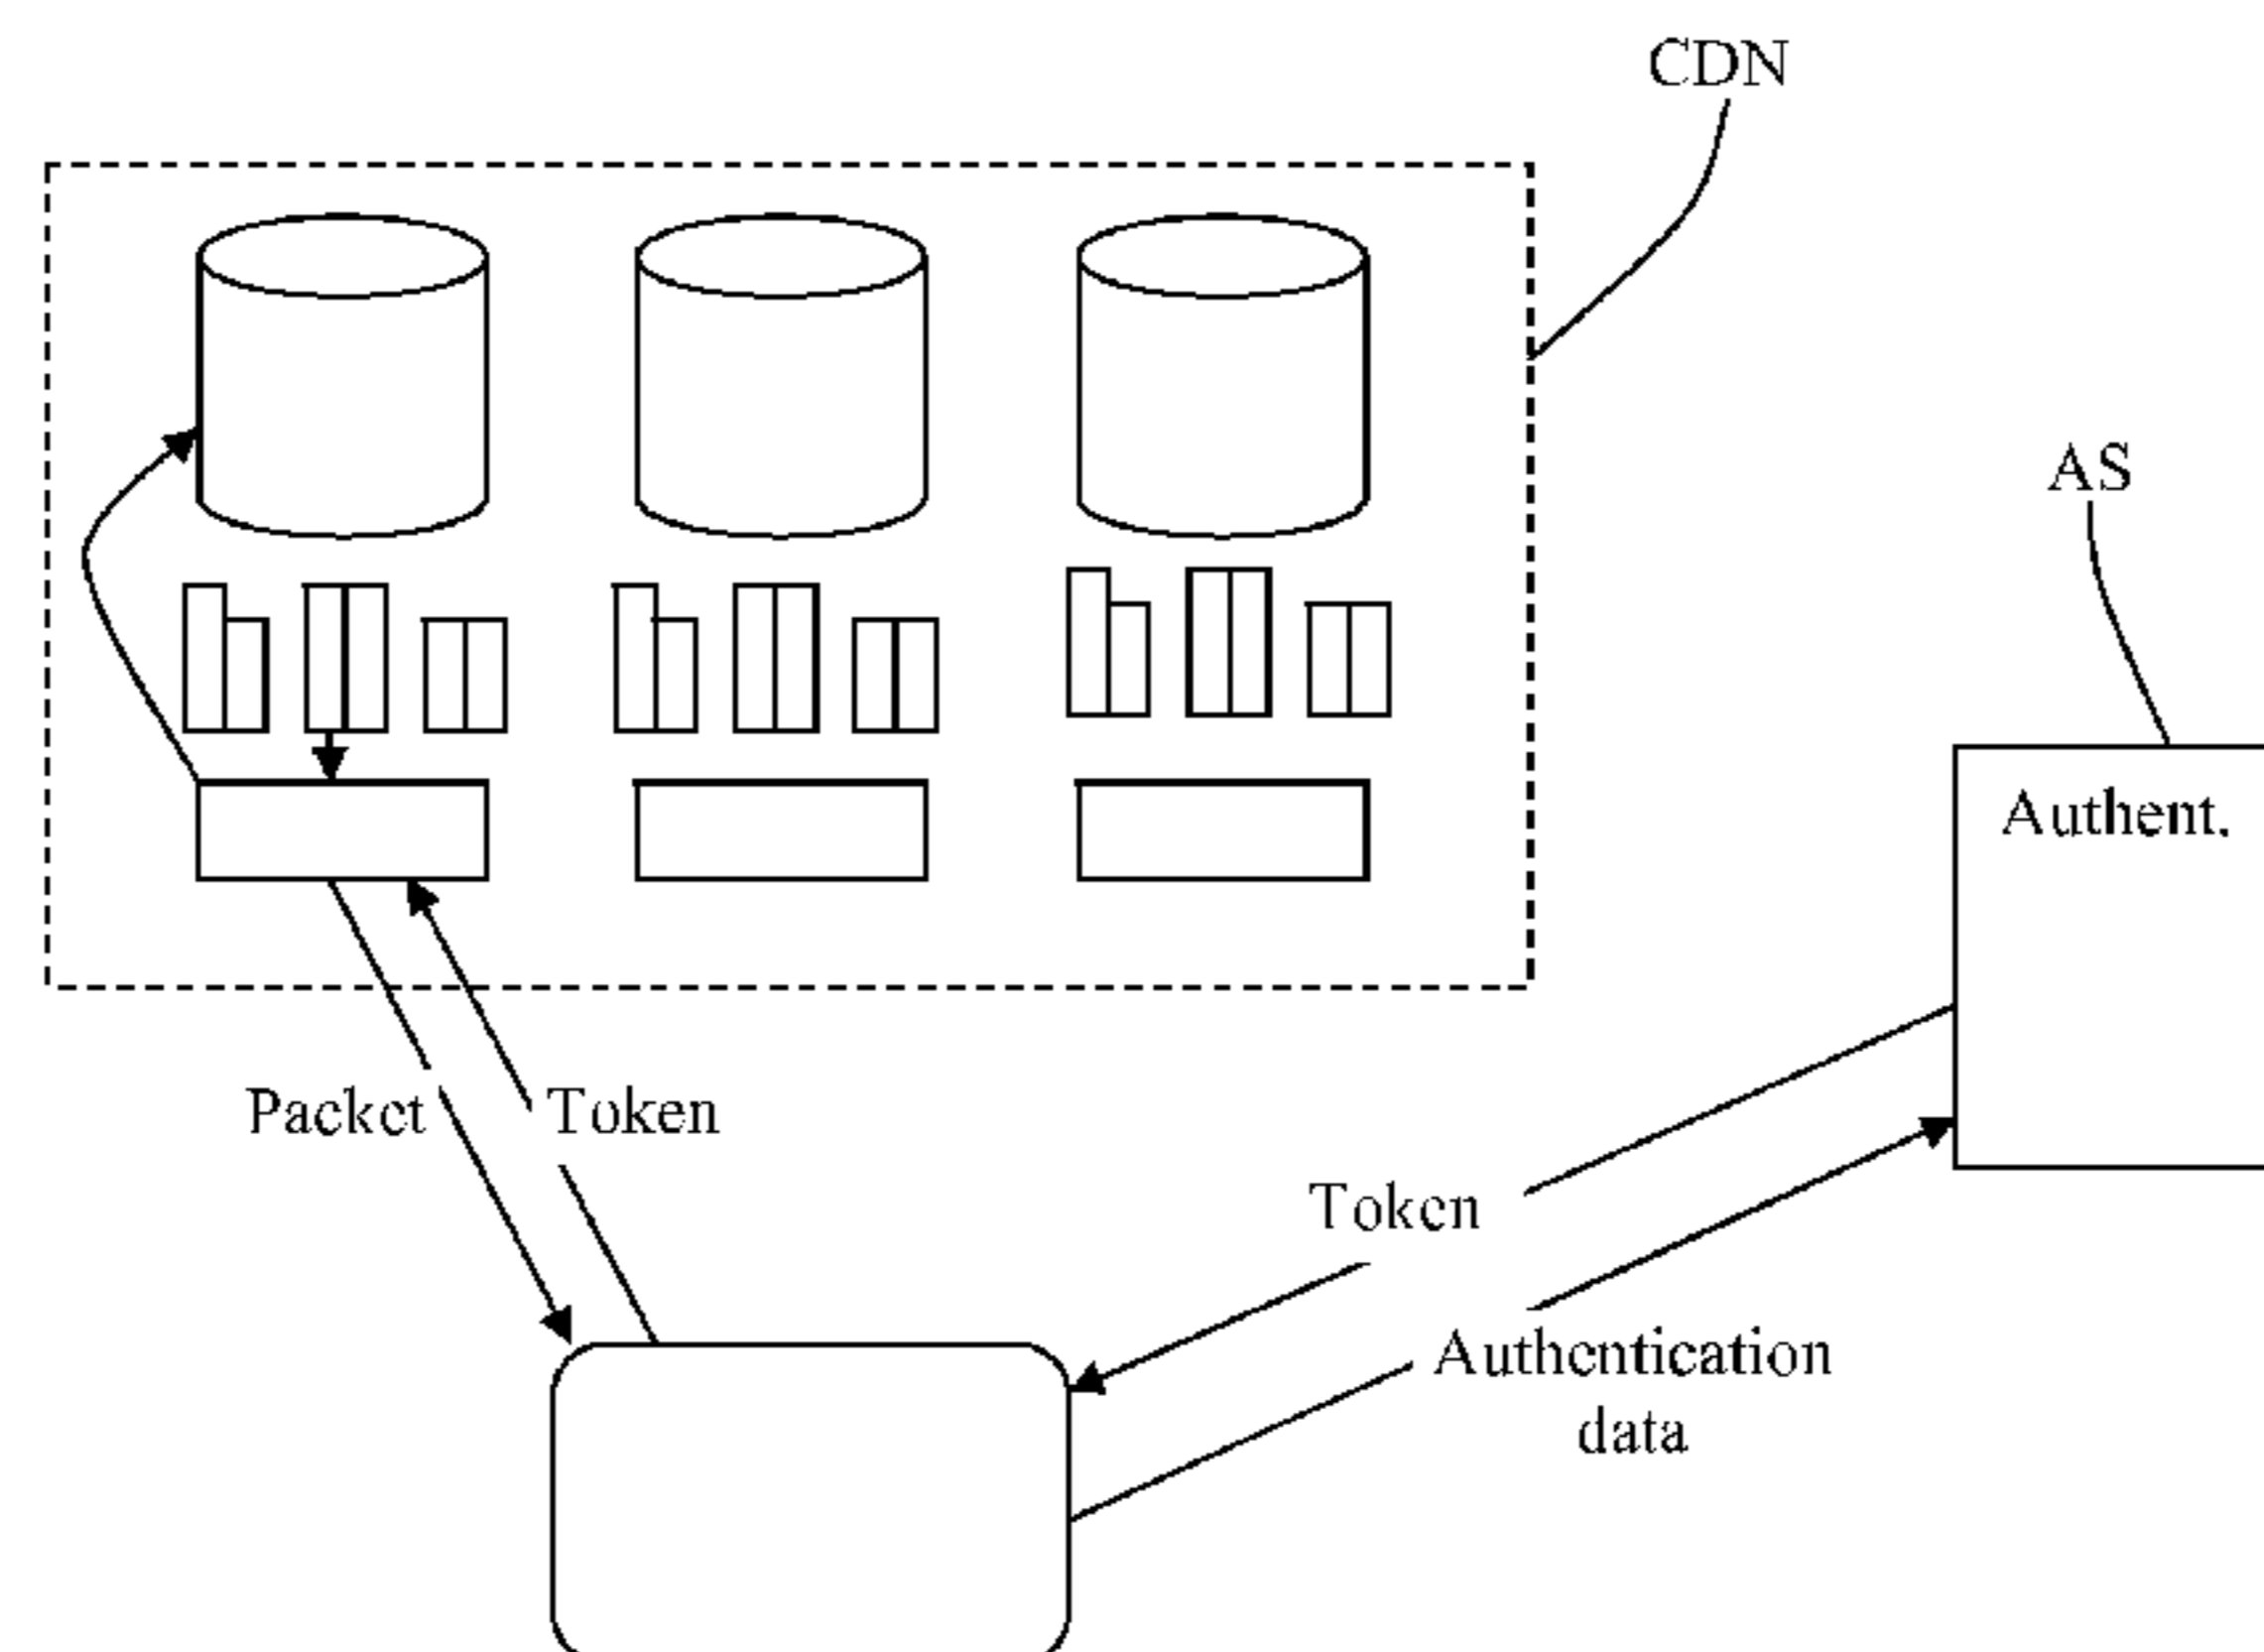 CDN
AS
Authent.
Packet
Token
Token
Authentication
data